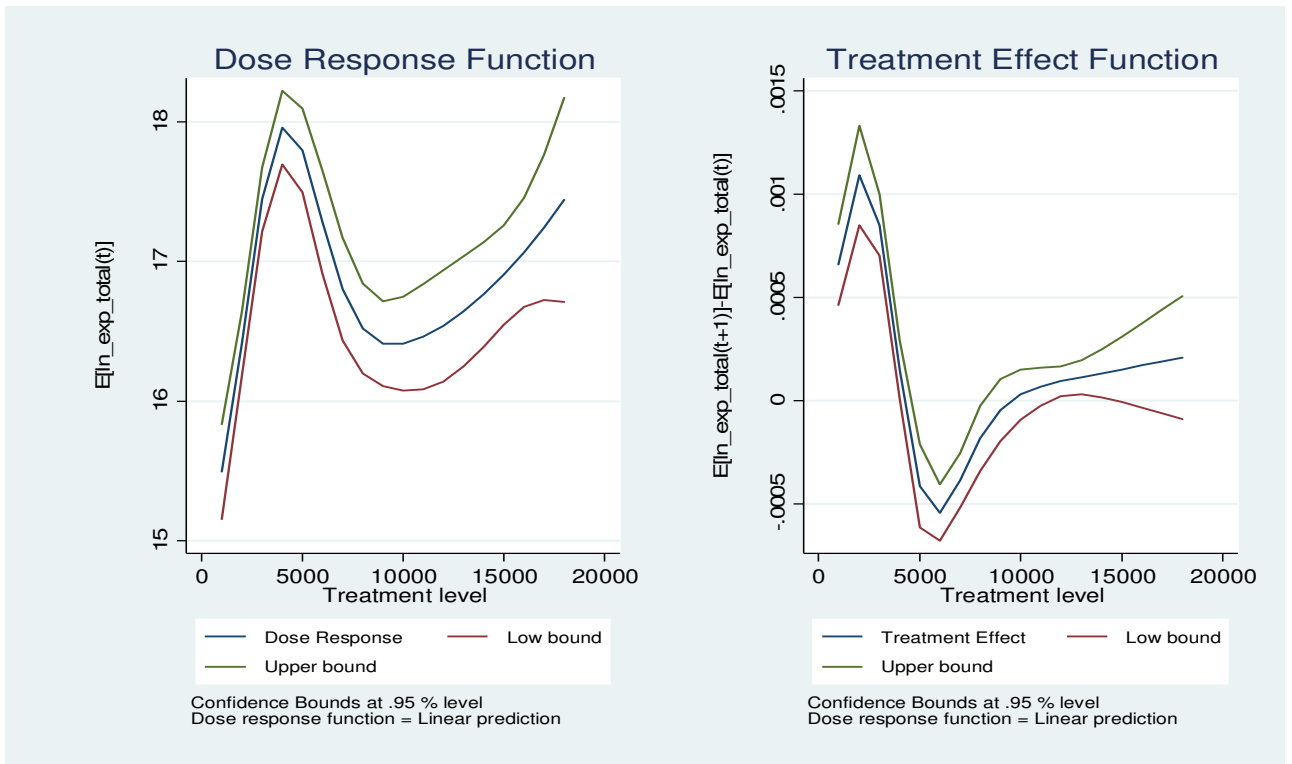 Dose Response Function
E[ln_exp_total(t)]
18
17
16
15
0 5000 10000 15000 20000
Treatment level
Dose Response Low bound
Upper bound
Confidence Bounds at .95 % level
Dose response function = Linear prediction
Treatment Effect Function
E[ln_exp_total(t+1)]-E[ln_exp_total(t)]
.0015
.001
.0005
0
-.0005
0 5000 10000 15000 20000
Treatment level
Treatment Effect Low bound
Upper bound
Confidence Bounds at .95 % level
Dose response function = Linear prediction